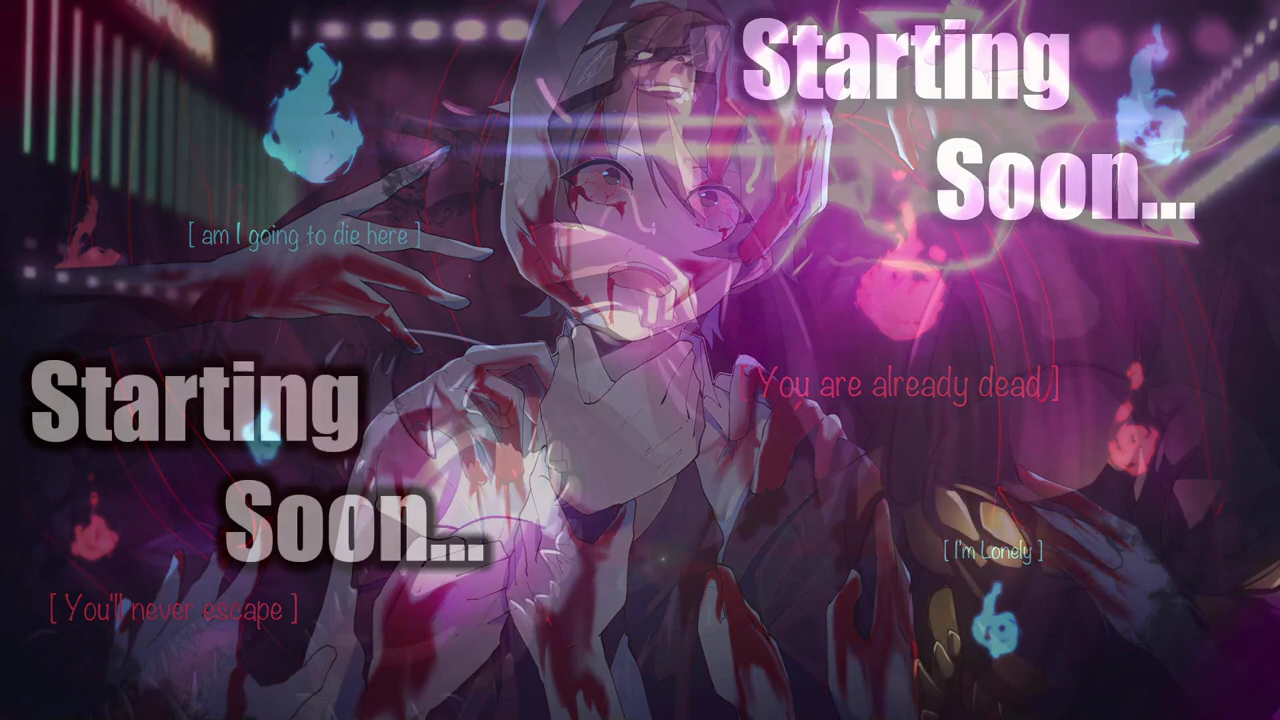 Starting
Soon...
[ am I going to die here ]
Starting
Soon...
[ You are already dead ]
[ I'm Lonely ]
[ You'll never escape ]